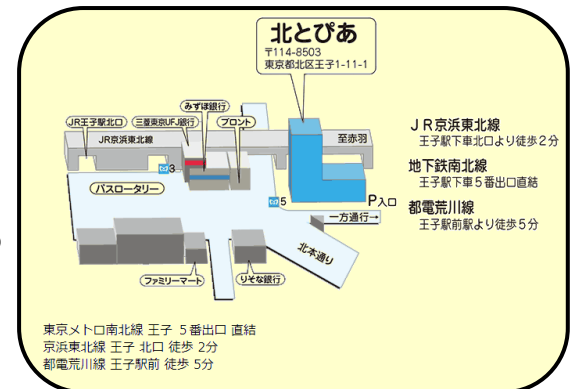 北とぴあ
〒114-8503
東京都北区王子1-11-1
みずほ銀行
JR王子駅北口
三菱東京UFJ銀行
プロント
JR京浜東北線
至赤羽
3
バスロータリー
5
P入口
一方通行→
北本通り
ファミリーマート
りそな銀行
JR京浜東北線
王子駅下車北口より徒歩2分
地下鉄南北線
王子駅下車5番出口直結
都電荒川線
王子駅前駅より徒歩5分
東京メトロ南北線 王子 5番出口 直結
京浜東北線 王子 北口 徒歩 2分
都電荒川線 王子駅前 徒歩 5分